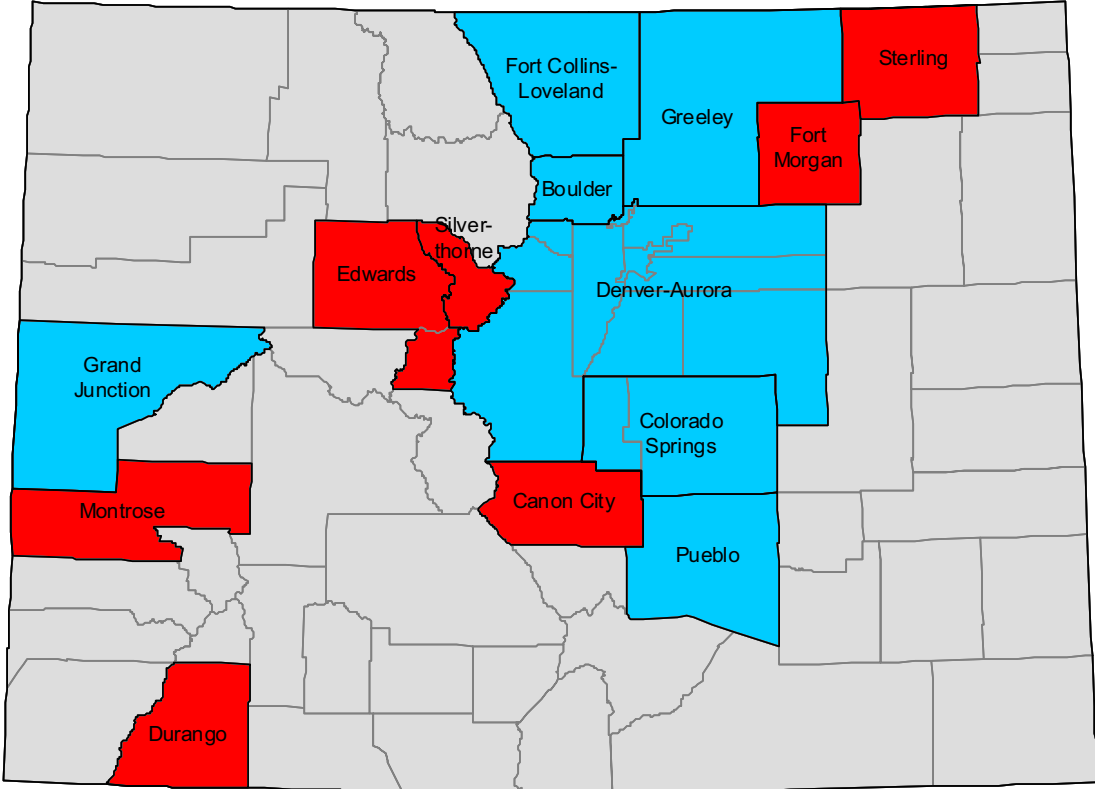 Sterling
Fort Collins-
Loveland
Greeley
Fort
Morgan
Boulder
Silver-
thorne
Edwards
Denver-Aurora
Grand
Junction
Colorado
Springs
Canon City
Montrose
Pueblo
Durango